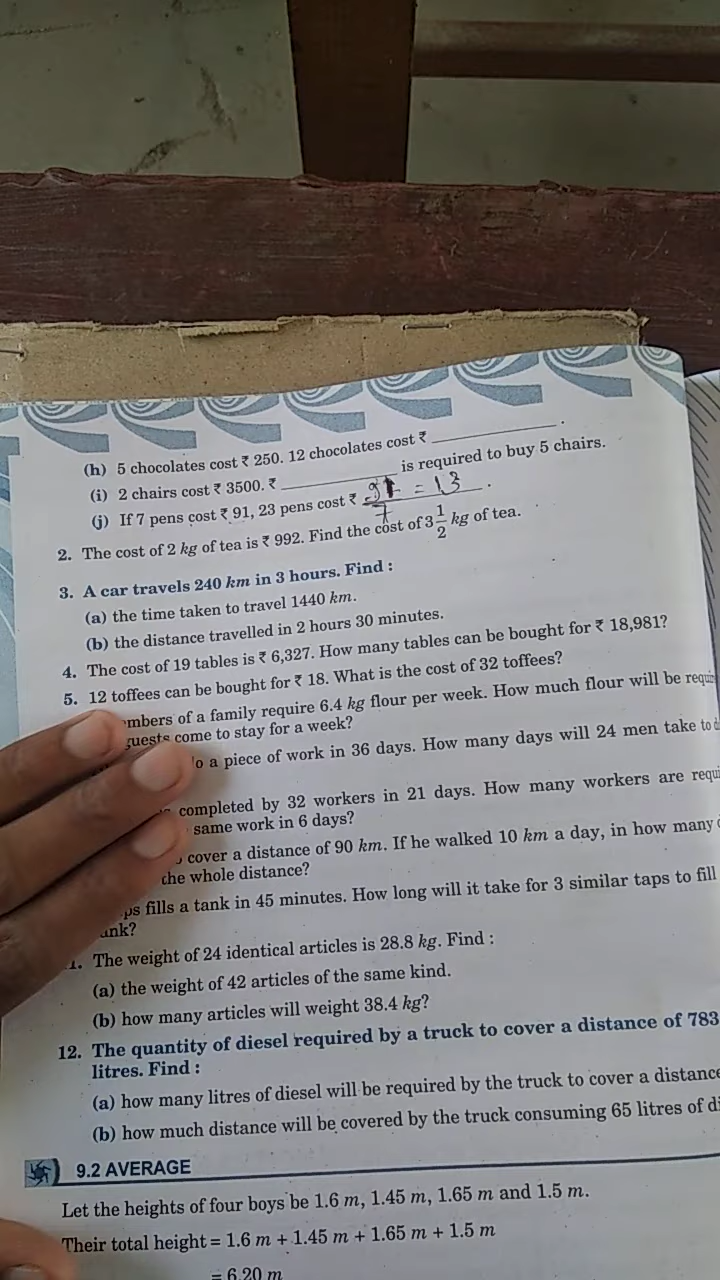 (h) 5 chocolates cost ₹ 250. 12 chocolates cost ₹ ____________.
(i) 2 chairs cost ₹ 3500. ₹ ____________ is required to buy 5 chairs.
(j) If 7 pens cost ₹ 91, 23 pens cost ₹ 91/7 = 13.
2. The cost of 2 kg of tea is ₹ 992. Find the cost of 3 1/2 kg of tea.
3. A car travels 240 km in 3 hours. Find :
(a) the time taken to travel 1440 km.
(b) the distance travelled in 2 hours 30 minutes.
4. The cost of 19 tables is ₹ 6,327. How many tables can be bought for ₹ 18,981?
5. 12 toffees can be bought for ₹ 18. What is the cost of 32 toffees?
of a family require 6.4 kg flour per week. How much flour will be
guests come to stay for a week?
a piece of work in 36 days. How many days will 24 men take to
completed by 32 workers in 21 days. How many workers are
same work in 6 days?
cover a distance of 90 km. If he walked 10 km a day, in how many
the whole distance?
fills a tank in 45 minutes. How long will it take for 3 similar taps to fill
The weight of 24 identical articles is 28.8 kg. Find :
(a) the weight of 42 articles of the same kind.
(b) how many articles will weight 38.4 kg?
12. The quantity of diesel required by a truck to cover a distance of 783
litres. Find :
(a) how many litres of diesel will be required by the truck to cover a distance
(b) how much distance will be covered by the truck consuming 65 litres of
9.2 AVERAGE
Let the heights of four boys be 1.6 m, 1.45 m, 1.65 m and 1.5 m.
Their total height = 1.6 m + 1.45 m + 1.65 m + 1.5 m
= 6.20 m